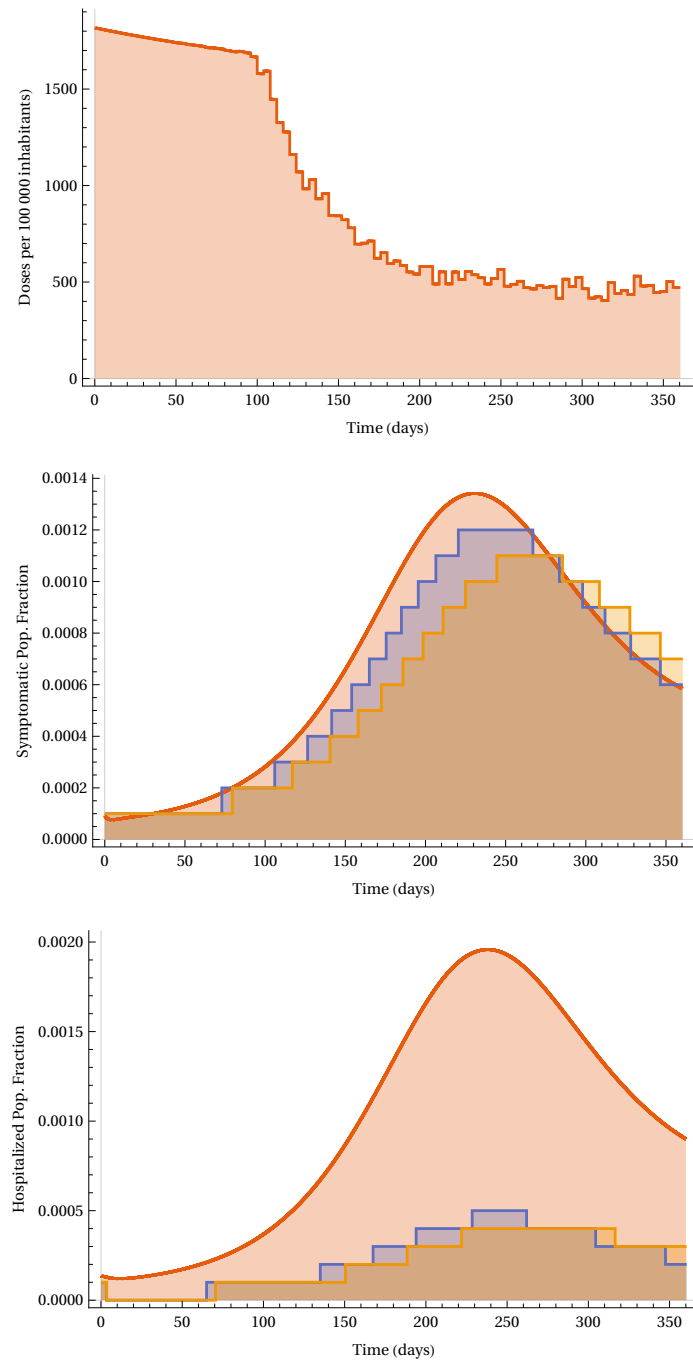 Doses per 100 000 inhabitants)
1500
1000
500
0
0 50 100 150 200 250 300 350
Time (days)
Symptomatic Pop. Fraction
0.0014
0.0012
0.0010
0.0008
0.0006
0.0004
0.0002
0.0000
0 50 100 150 200 250 300 350
Time (days)
Hospitalized Pop. Fraction
0.0020
0.0015
0.0010
0.0005
0.0000
0 50 100 150 200 250 300 350
Time (days)